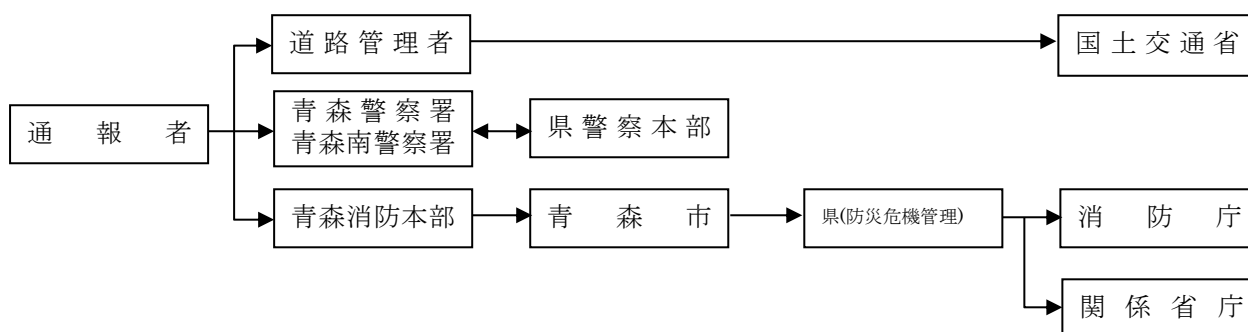 道路管理者
国土交通省
通報者
青森警察署
青森南警察署
県警察本部
青森消防本部
青森市
県(防災危機管理)
消防庁
関係省庁